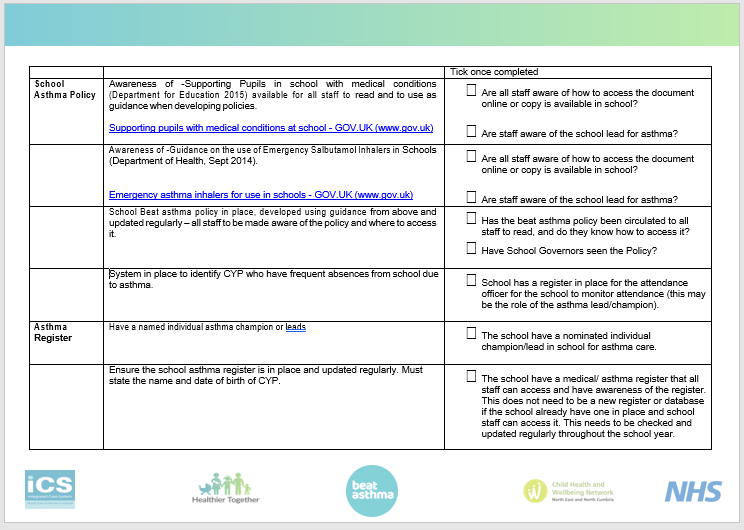 Tick once completed
School
Asthma Policy
Awareness of -Supporting Pupils in school with medical conditions
(Department for Education 2015) available for all staff to read and to use as
guidance when developing policies.
Supporting pupils with medical conditions at school - GOV.UK (www.gov.uk)
Are all staff aware of how to access the document
online or copy is available in school?
Are staff aware of the school lead for asthma?
Awareness of -Guidance on the use of Emergency Salbutamol Inhalers in Schools
(Department of Health, Sept 2014).
Emergency asthma inhalers for use in schools - GOV.UK (www.gov.uk)
Are all staff aware of how to access the document
online or copy is available in school?
Are staff aware of the school lead for asthma?
School Beat asthma policy in place, developed using guidance from above and
updated regularly – all staff to be made aware of the policy and where to access
it.
Has the beat asthma policy been circulated to all
staff to read, and do they know how to access it?
Have School Governors seen the Policy?
System in place to identify CYP who have frequent absences from school due
to asthma.
School has a register in place for the attendance
officer for the school to monitor attendance (this may
be the role of the asthma lead/champion).
Asthma
Register
Have a named individual asthma champion or leads
The school have a nominated individual
champion/lead in school for asthma care.
Ensure the school asthma register is in place and updated regularly. Must
state the name and date of birth of CYP.
The school have a medical/ asthma register that all
staff can access and have awareness of the register.
This does not need to be a new register or database
if the school already have one in place and school
staff can access it. This needs to be checked and
updated regularly throughout the school year.
ics
Healthier Together
beat
asthma
Child Health and
Wellbeing Network
North East and North Cumbria
NHS